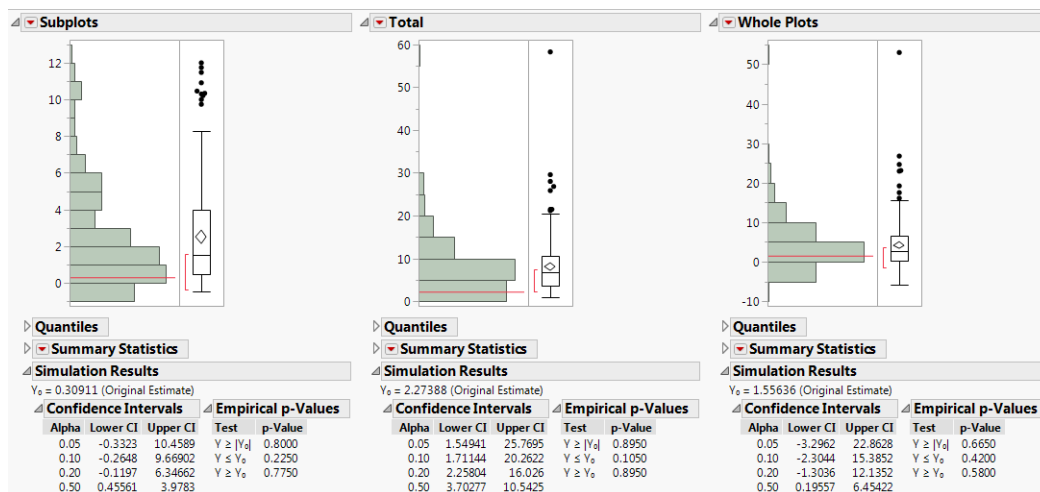 Subplots
12
10
8
6
4
2
0
Quantiles
Summary Statistics
Simulation Results
Y₀ = 0.30911 (Original Estimate)
Confidence Intervals Empirical p-Values
Alpha Lower CI Upper CI Test p-Value
0.05 -0.3323 10.4589 Y ≥ |Y₀| 0.8000
0.10 -0.2648 9.66902 Y ≤ Y₀ 0.2250
0.20 -0.1197 6.34662 Y ≥ Y₀ 0.7750
0.50 0.45561 3.9783
Total
60
50
40
30
20
10
0
Quantiles
Summary Statistics
Simulation Results
Y₀ = 2.27388 (Original Estimate)
Confidence Intervals Empirical p-Values
Alpha Lower CI Upper CI Test p-Value
0.05 1.54941 25.7695 Y ≥ |Y₀| 0.8950
0.10 1.71144 20.2622 Y ≤ Y₀ 0.1050
0.20 2.25804 16.026 Y ≥ Y₀ 0.8950
0.50 3.70277 10.5425
Whole Plots
50
40
30
20
10
0
-10
Quantiles
Summary Statistics
Simulation Results
Y₀ = 1.55636 (Original Estimate)
Confidence Intervals Empirical p-Values
Alpha Lower CI Upper CI Test p-Value
0.05 -3.2962 22.8628 Y ≥ |Y₀| 0.6650
0.10 -2.3044 15.3852 Y ≤ Y₀ 0.4200
0.20 -1.3036 12.1352 Y ≥ Y₀ 0.5800
0.50 0.19557 6.45422